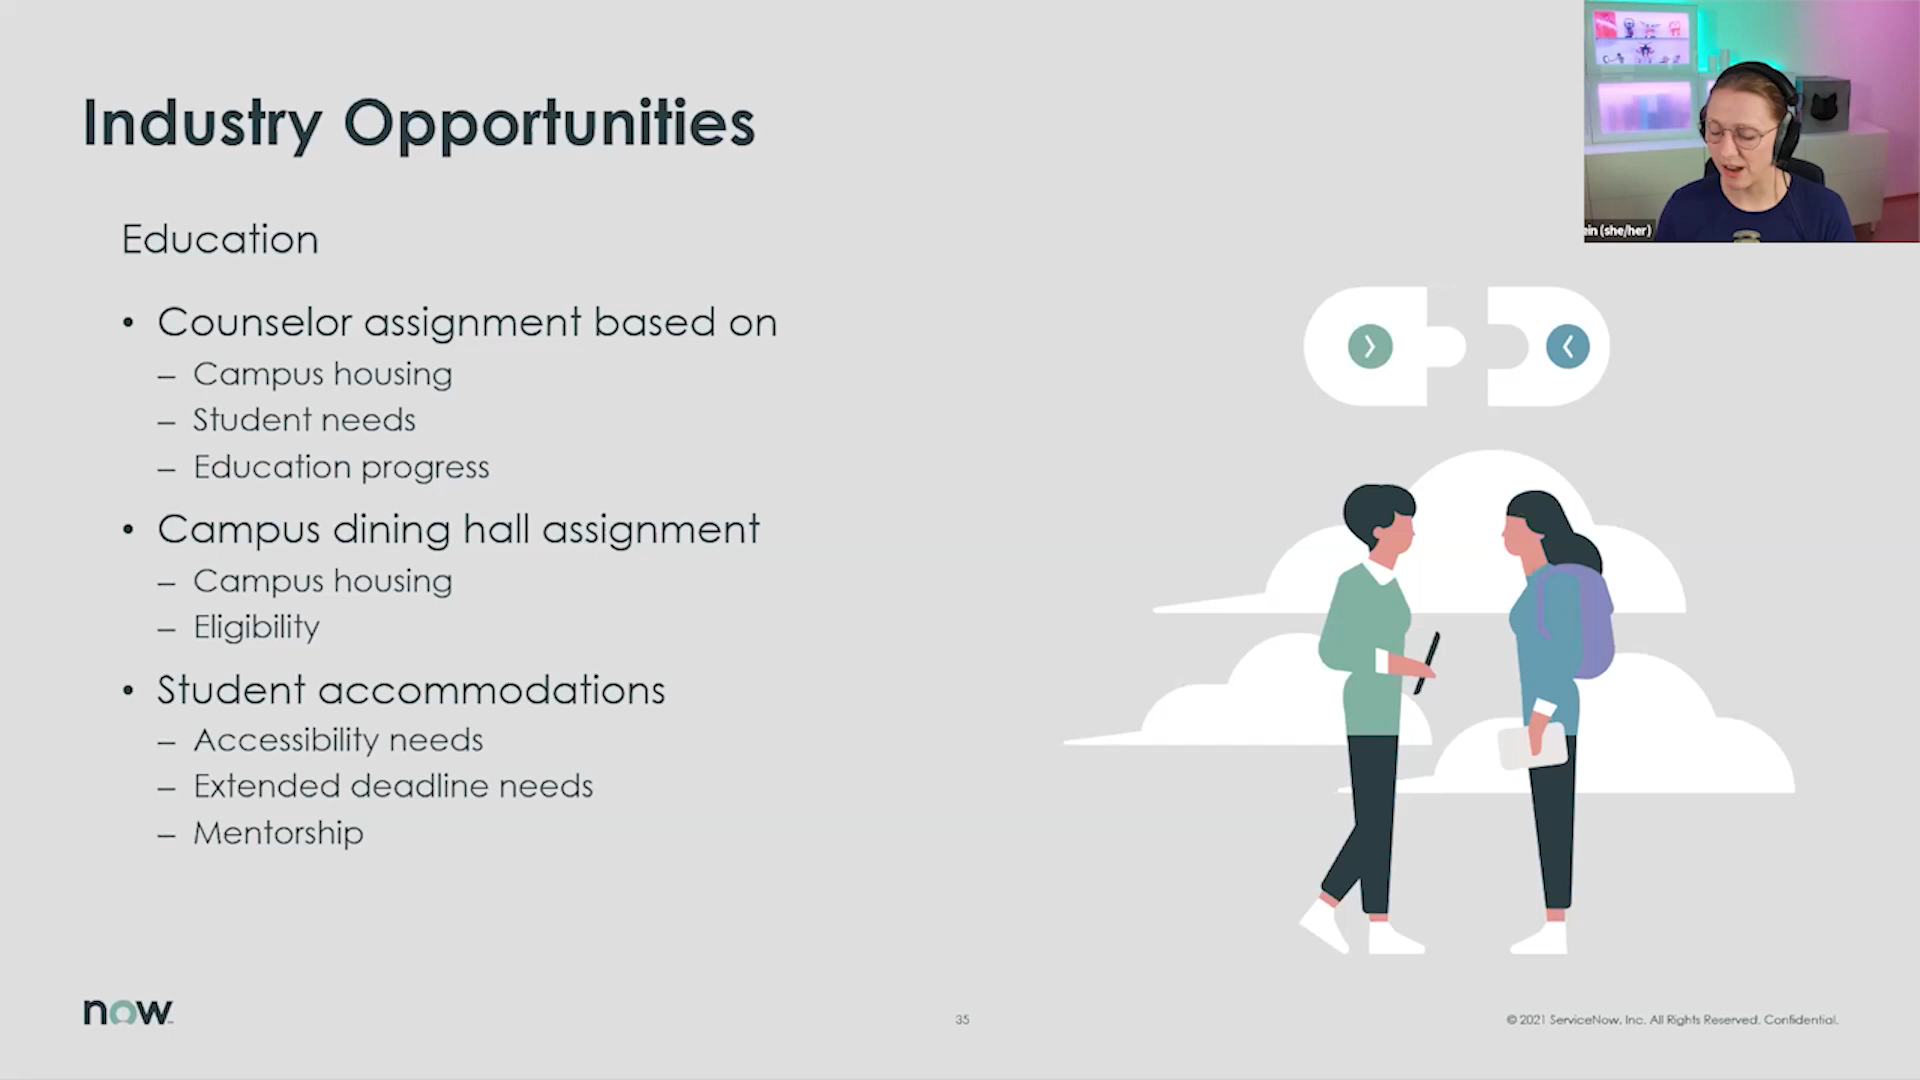 Industry Opportunities
Education
• Counselor assignment based on
– Campus housing
– Student needs
– Education progress
• Campus dining hall assignment
– Campus housing
– Eligibility
• Student accommodations
– Accessibility needs
– Extended deadline needs
– Mentorship
now
35
© 2021 ServiceNow, Inc. All Rights Reserved. Confidential.
(she/her)